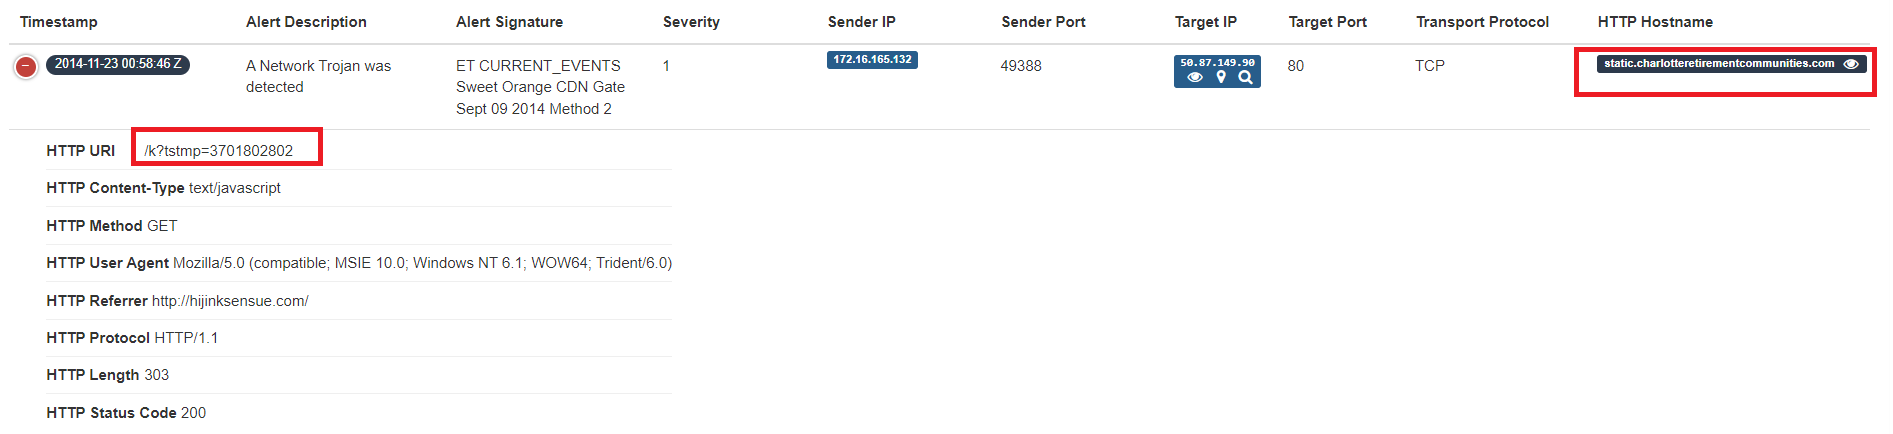 Timestamp Alert Description Alert Signature Severity Sender IP Sender Port Target IP Target Port Transport Protocol HTTP Hostname
2014-11-23 00:58:46 Z A Network Trojan was ET CURRENT_EVENTS 1 172.16.165.132 49388 50.87.149.90 80 TCP static.charlotteretirementcommunities.com
detected Sweet Orange CDN Gate
Sept 09 2014 Method 2
HTTP URI /k?tstmp=3701802802
HTTP Content-Type text/javascript
HTTP Method GET
HTTP User Agent Mozilla/5.0 (compatible; MSIE 10.0; Windows NT 6.1; WOW64; Trident/6.0)
HTTP Referrer http://hijinksensue.com/
HTTP Protocol HTTP/1.1
HTTP Length 303
HTTP Status Code 200